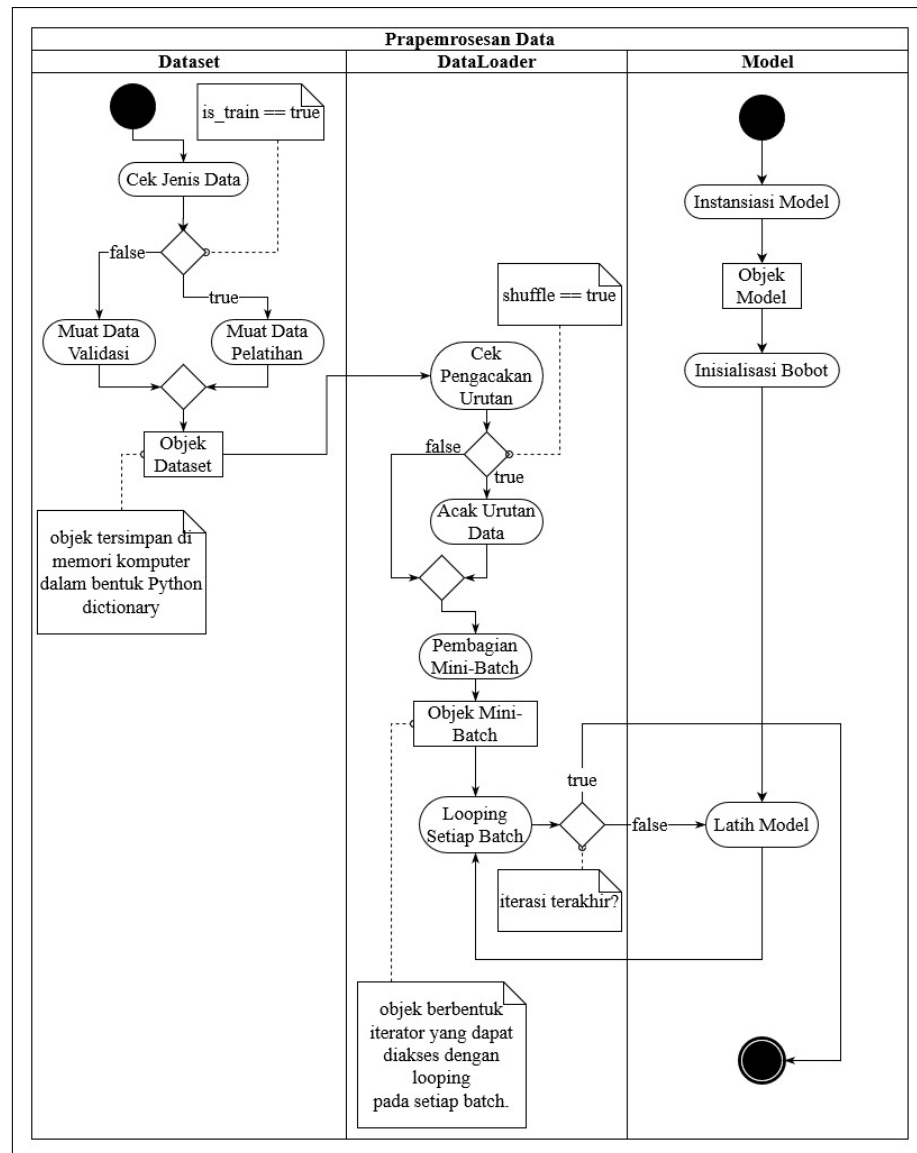 Prapemrosesan Data
Dataset
DataLoader
Model
is_train == true
Cek Jenis Data
false
true
Muat Data
Validasi
Muat Data
Pelatihan
Objek
Dataset
objek tersimpan di
memori komputer
dalam bentuk Python
dictionary
shuffle == true
Cek
Pengacakan
Urutan
false
true
Acak Urutan
Data
Pembagian
Mini-Batch
Objek Mini-
Batch
Looping
Setiap Batch
true
false
iterasi terakhir?
objek berbentuk
iterator yang dapat
diakses dengan
looping
pada setiap batch.
Instansiasi Model
Objek
Model
Inisialisasi Bobot
Latih Model